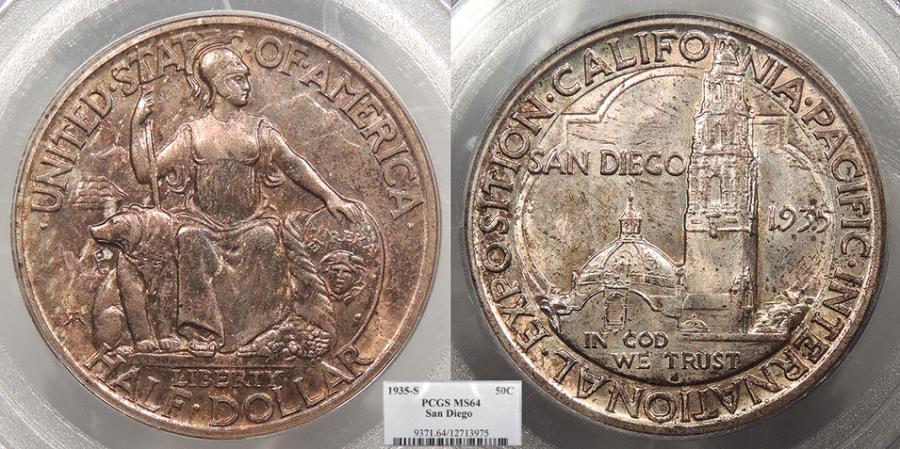 UNITED·STATES·OF·AMERICA
EUREKA
LIBERTY
HALF·DOLLAR
CALIFORNIA·PACIFIC·INTERNATIONAL·EXPOSITION·
SAN DIEGO
1935
IN GOD
WE TRUST
S
1935-S 50C
PCGS MS64
San Diego
9371.64/12713975